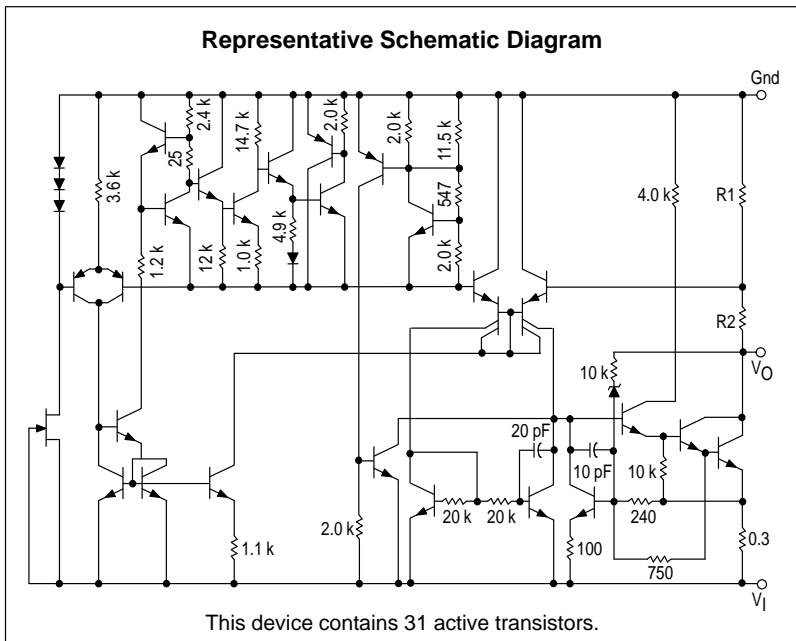 Representative Schematic Diagram
Gnd
2.4 k
25
14.7 k
2.0 k
2.0 k
11.5 k
547
2.0 k
3.6 k
1.2 k
12 k
1.0 k
4.9 k
4.0 k
R1
R2
VO
10 k
20 pF
10 pF
10 k
20 k
20 k
240
0.3
2.0 k
1.1 k
100
750
VI
This device contains 31 active transistors.